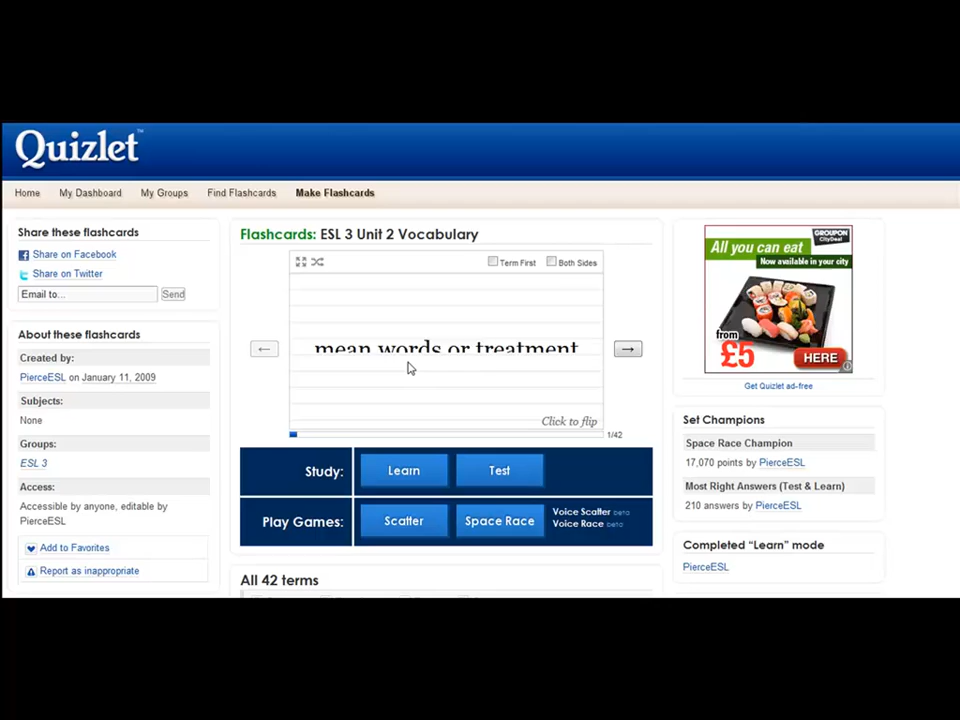 Quizlet™
Home My Dashboard My Groups Find Flashcards Make Flashcards
Share these flashcards
Share on Facebook
Share on Twitter
Email to... Send
About these flashcards
Created by:
PierceESL on January 11, 2009
Subjects:
None
Groups:
ESL 3
Access:
Accessible by anyone, editable by
PierceESL
Add to Favorites
Report as inappropriate
Flashcards: ESL 3 Unit 2 Vocabulary
Term First Both Sides
← mean words or treatment →
Click to flip
1/42
Study: Learn Test
Play Games: Scatter Space Race
Voice Scatter beta
Voice Race beta
All 42 terms
GROUPON
CityDeal
All you can eat
Now available in your city
from
£5
HERE
Get Quizlet ad-free
Set Champions
Space Race Champion
17,070 points by PierceESL
Most Right Answers (Test & Learn)
210 answers by PierceESL
Completed “Learn” mode
PierceESL